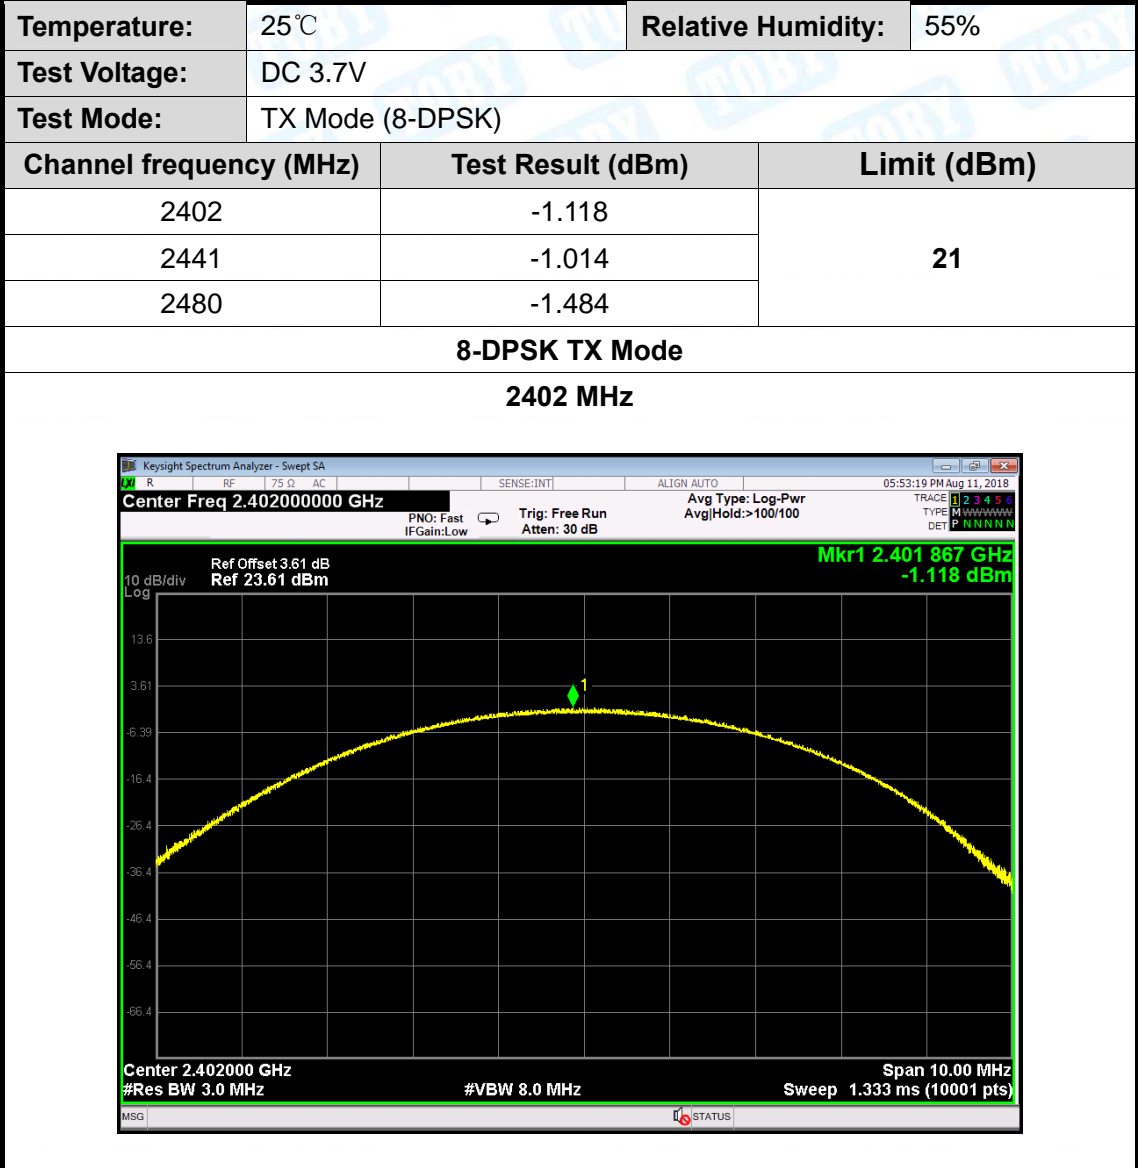 Temperature: 25℃ Relative Humidity: 55%
Test Voltage: DC 3.7V
Test Mode: TX Mode (8-DPSK)
Channel frequency (MHz) Test Result (dBm) Limit (dBm)
2402 -1.118
2441 -1.014 21
2480 -1.484
8-DPSK TX Mode
2402 MHz
Keysight Spectrum Analyzer - Swept SA
LXI R RF 75 Ω AC SENSE:INT ALIGN AUTO 05:53:19 PM Aug 11, 2018
Center Freq 2.402000000 GHz Avg Type: Log-Pwr TRACE 1 2 3 4 5 6
PNO: Fast Trig: Free Run Avg|Hold:>100/100 TYPE M WWWWW
IFGain:Low Atten: 30 dB DET P N N N N N
Mkr1 2.401 867 GHz
Ref Offset 3.61 dB
10 dB/div Ref 23.61 dBm -1.118 dBm
Log
13.6
3.61
1
-6.39
-16.4
-26.4
-36.4
-46.4
-56.4
-66.4
Center 2.402000 GHz Span 10.00 MHz
#Res BW 3.0 MHz #VBW 8.0 MHz Sweep 1.333 ms (10001 pts)
MSG STATUS
TOBY